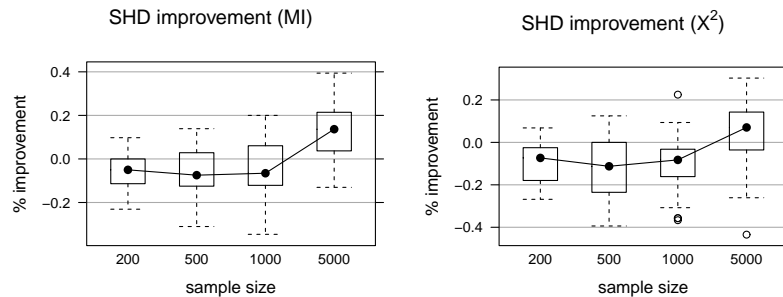 SHD improvement (MI)
% improvement
0.4
0.2
0.0
−0.2
200 500 1000 5000
sample size
SHD improvement (X²)
% improvement
0.2
0.0
−0.2
−0.4
200 500 1000 5000
sample size